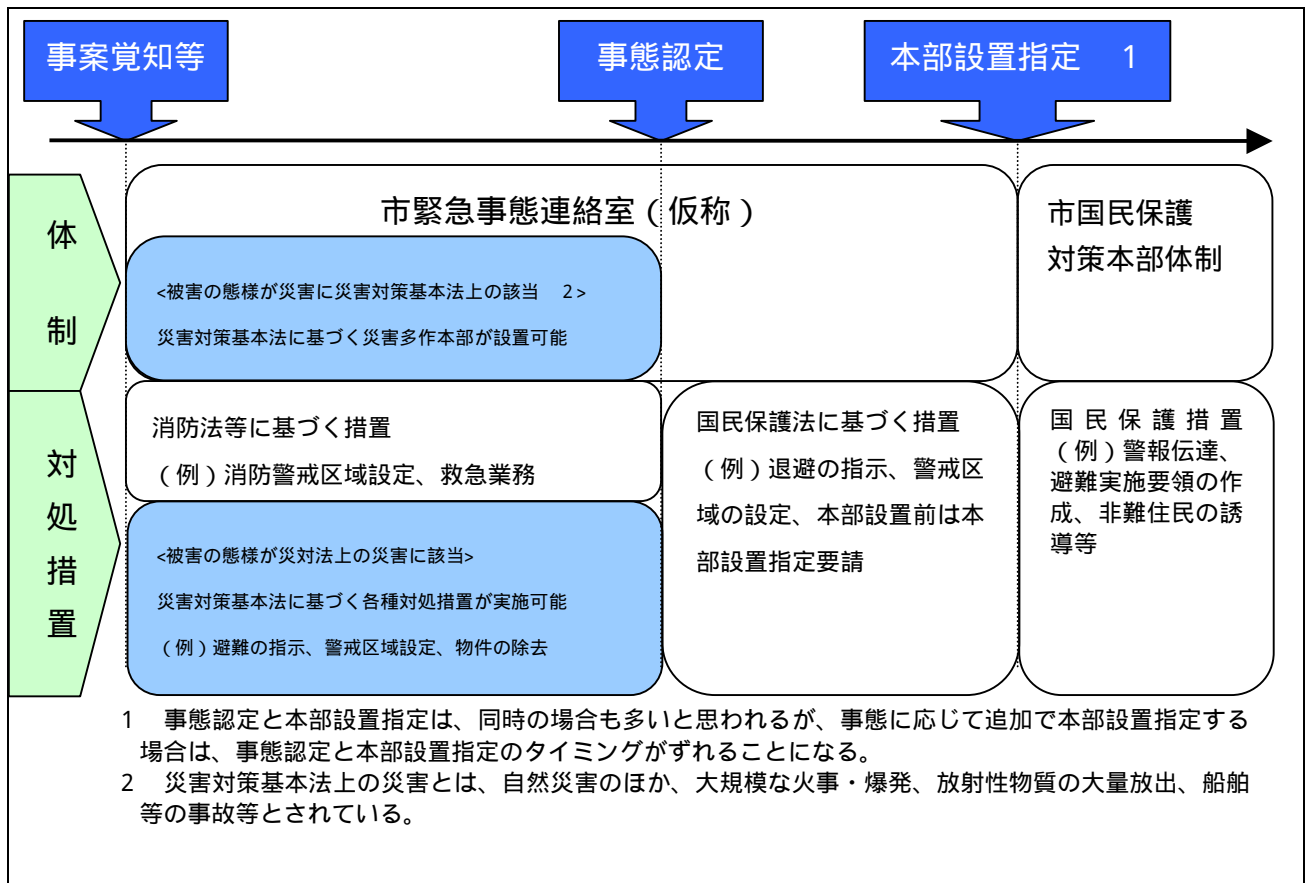 事案覚知等
事態認定
本部設置指定　1
体制
市緊急事態連絡室（仮称）
<被害の態様が災害に災害対策基本法上の該当　2>
災害対策基本法に基づく災害多作本部が設置可能
市国民保護
対策本部体制
対処措置
消防法等に基づく措置
（例）消防警戒区域設定、救急業務
<被害の態様が災対法上の災害に該当>
災害対策基本法に基づく各種対処措置が実施可能
（例）避難の指示、警戒区域設定、物件の除去
国民保護法に基づく措置
（例）退避の指示、警戒区
域の設定、本部設置前は本
部設置指定要請
国民保護措置
（例）警報伝達、
避難実施要領の作
成、非難住民の誘
導等
1　事態認定と本部設置指定は、同時の場合も多いと思われるが、事態に応じて追加で本部設置指定する
場合は、事態認定と本部設置指定のタイミングがずれることになる。
2　災害対策基本法上の災害とは、自然災害のほか、大規模な火事・爆発、放射性物質の大量放出、船舶
等の事故等とされている。